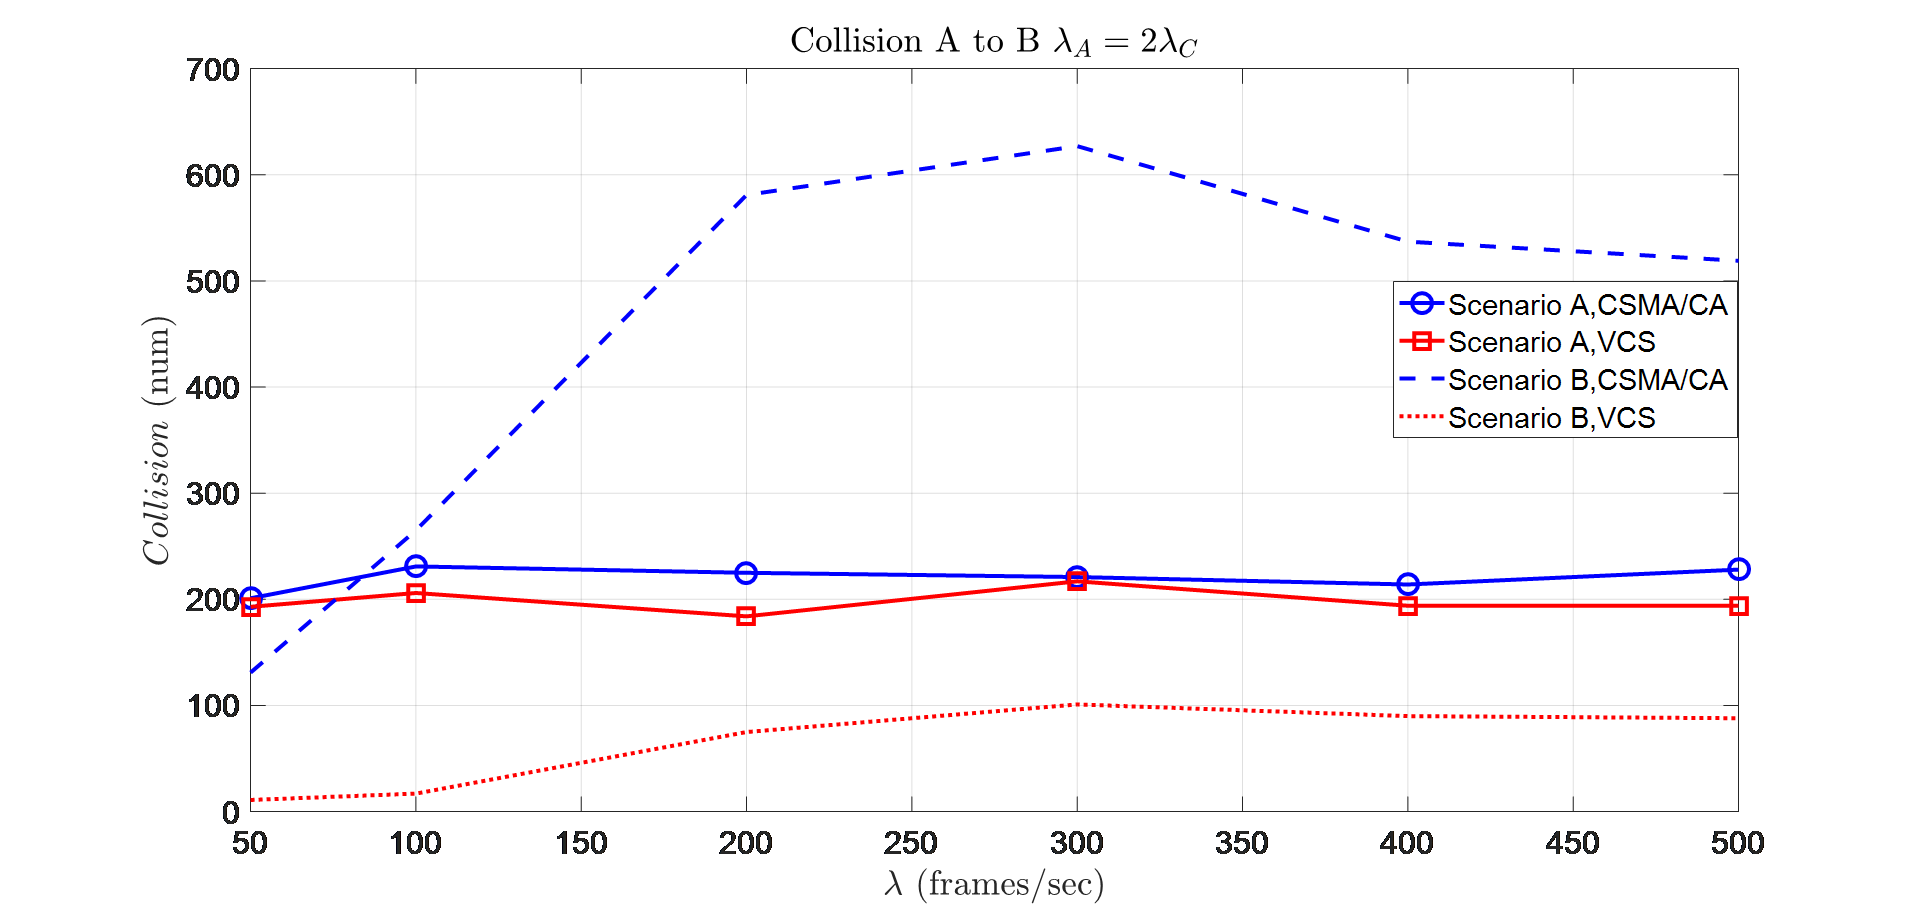 Collision A to B λ_A = 2λ_C
700
600
500
400
300
200
100
0
Collision (num)
Scenario A,CSMA/CA
Scenario A,VCS
Scenario B,CSMA/CA
Scenario B,VCS
50 100 150 200 250 300 350 400 450 500
λ (frames/sec)